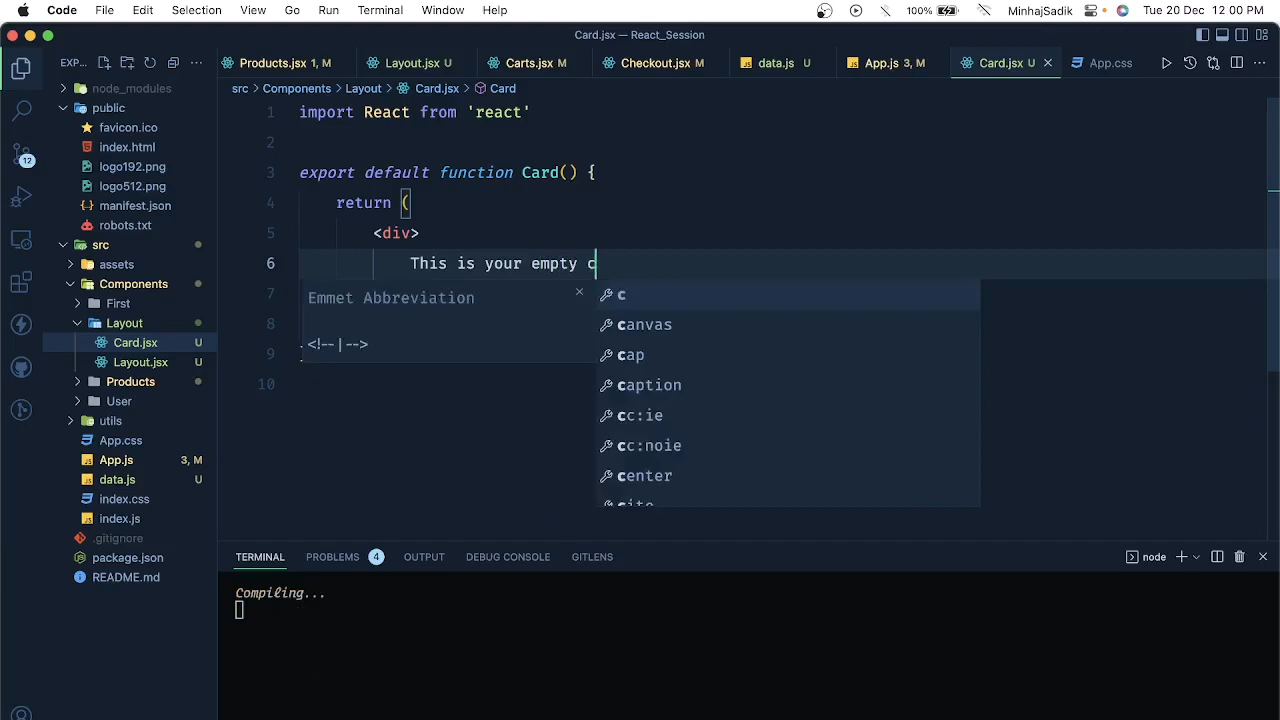 Code File Edit Selection View Go Run Terminal Window Help 100% MinhajSadik Tue 20 Dec 12:00 PM
Card.jsx — React_Session
EXP... Products.jsx 1, M Layout.jsx U Carts.jsx M Checkout.jsx M data.js U App.js 3, M Card.jsx U App.css
src > Components > Layout > Card.jsx > Card
node_modules
public
favicon.ico
index.html
logo192.png
logo512.png
manifest.json
robots.txt
src
assets
Components
First
Layout
Card.jsx U
Layout.jsx U
Products
User
utils
App.css
App.js 3, M
data.js U
index.css
index.js
.gitignore
package.json
README.md
12
1 import React from 'react'
2
3 export default function Card() {
4 return (
5 <div>
6 This is your empty c
7
8
9
10
Emmet Abbreviation
<!--|-->
c
canvas
cap
caption
cc:ie
cc:noie
center
cite
TERMINAL PROBLEMS 4 OUTPUT DEBUG CONSOLE GITLENS node
Compiling...